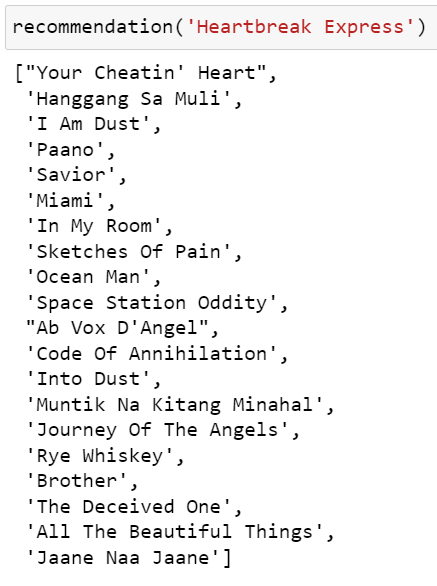 recommendation('Heartbreak Express')
["Your Cheatin' Heart",
'Hanggang Sa Muli',
'I Am Dust',
'Paano',
'Savior',
'Miami',
'In My Room',
'Sketches Of Pain',
'Ocean Man',
'Space Station Oddity',
"Ab Vox D'Angel",
'Code Of Annihilation',
'Into Dust',
'Muntik Na Kitang Minahal',
'Journey Of The Angels',
'Rye Whiskey',
'Brother',
'The Deceived One',
'All The Beautiful Things',
'Jaane Naa Jaane']